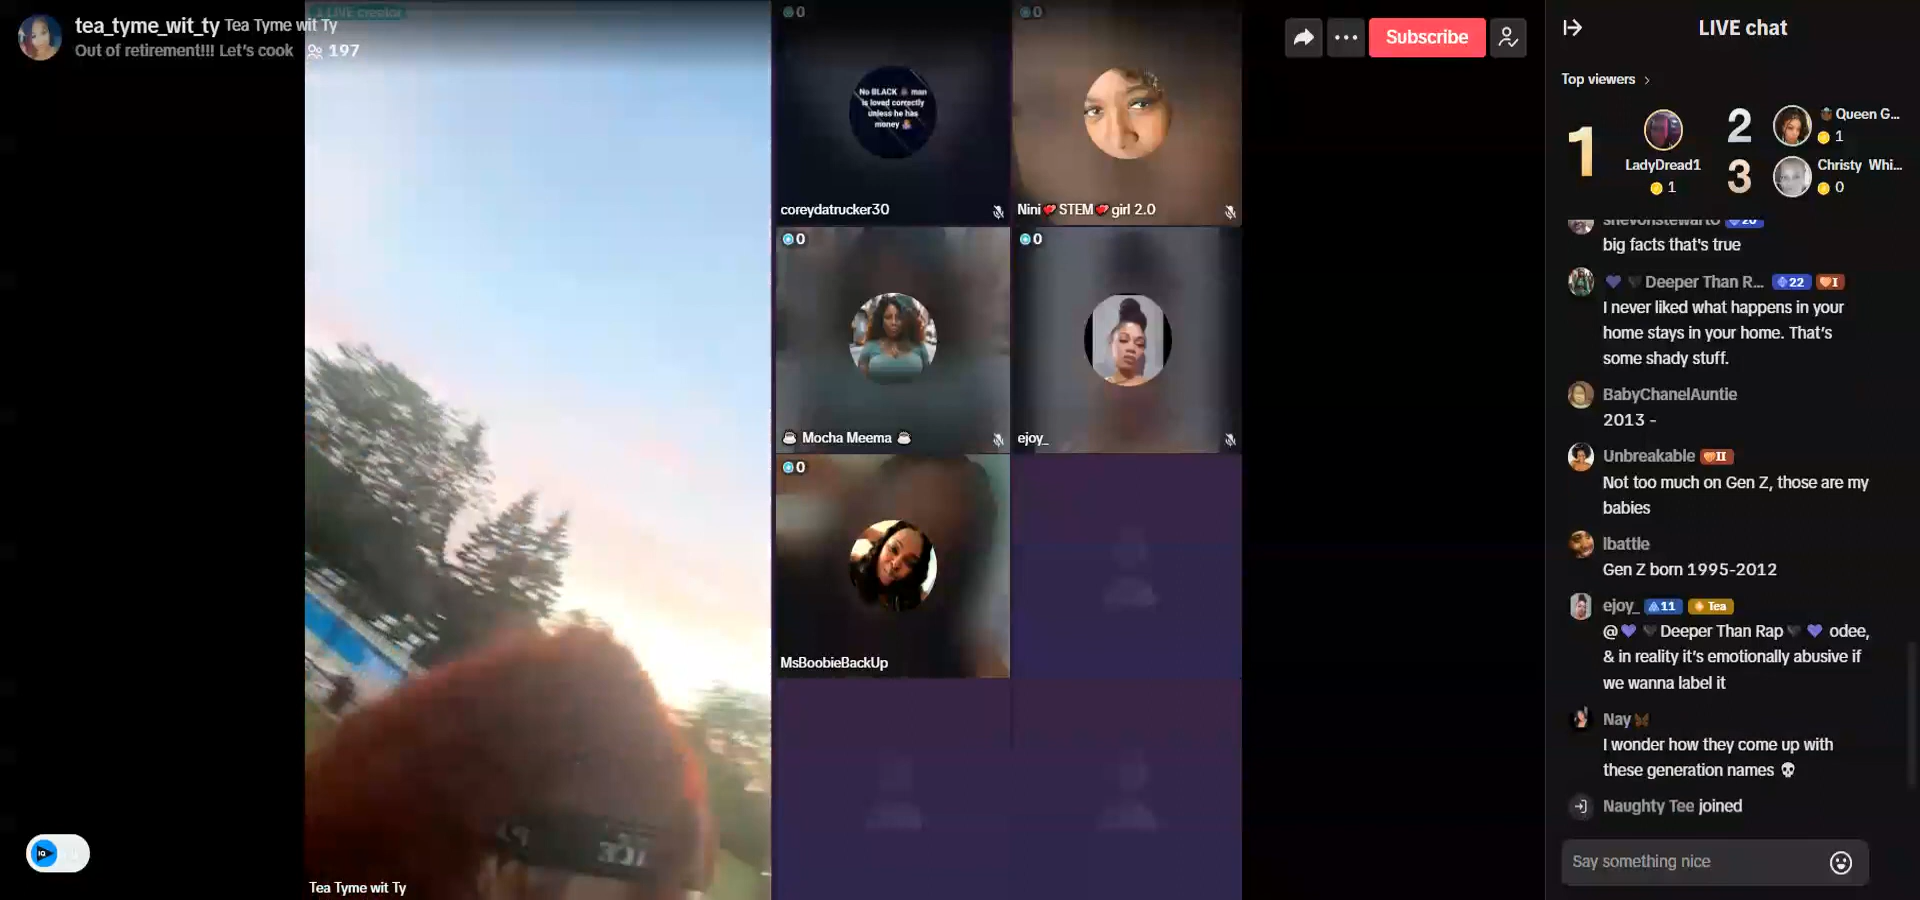 tea_tyme_wit_ty Tea Tyme wit Ty
Out of retirement!!! Let's cook
LIVE creator
197
0
No BLACK man
is loved correctly
unless he has
money
coreydatrucker30
0
Nini STEM girl 2.0
0
Mocha Meema
0
ejoy_
0
MsBoobieBackUp
Tea Tyme wit Ty
Subscribe
LIVE chat
Top viewers
1
LadyDread1
1
2
Queen G...
1
3
Christy Whi...
0
shevonstewart0 20
big facts that's true
Deeper Than R... 22 I
I never liked what happens in your
home stays in your home. That's
some shady stuff.
BabyChanelAuntie
2013 -
Unbreakable II
Not too much on Gen Z, those are my
babies
lbattle
Gen Z born 1995-2012
ejoy_ 11 Tea
@ Deeper Than Rap odee,
& in reality it's emotionally abusive if
we wanna label it
Nay
I wonder how they come up with
these generation names
Naughty Tee joined
Say something nice